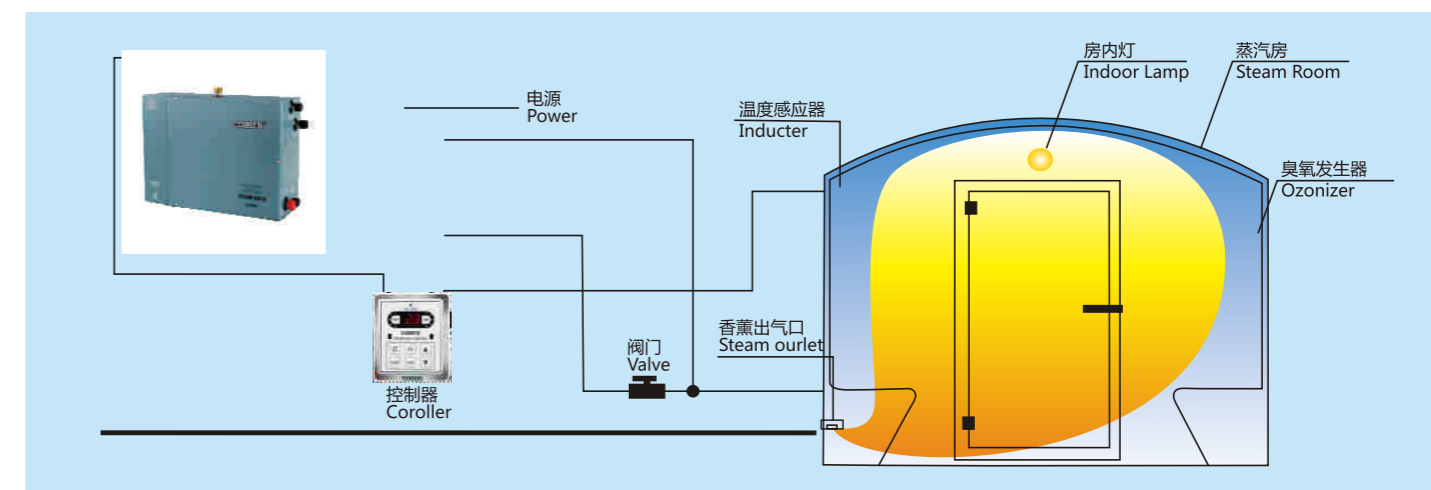 房内灯
Indoor Lamp
蒸汽房
Steam Room
电源
Power
温度感应器
Inducter
臭氧发生器
Ozonizer
香薰出气口
Steam ourlet
阀门
Valve
控制器
Coroller